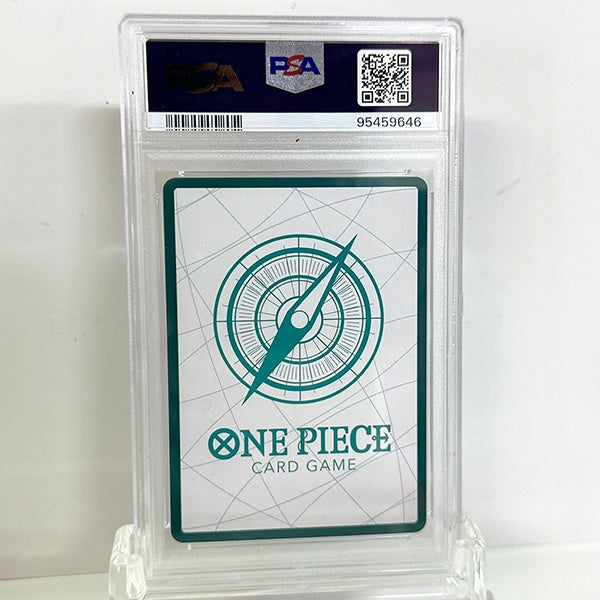 PSA PSA
95459646
ONE PIECE
CARD GAME